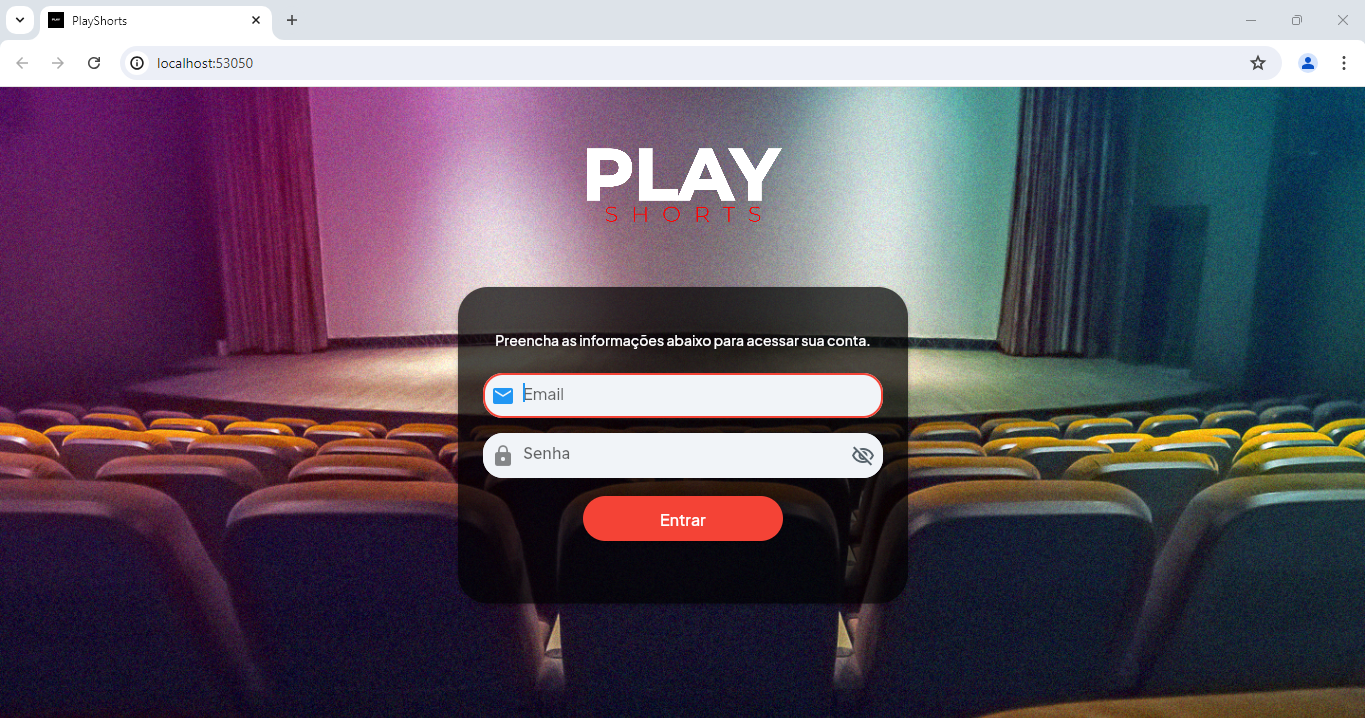 PlayShorts
localhost:53050
PLAY
SHORTS
Preencha as informações abaixo para acessar sua conta.
Email
Senha
Entrar